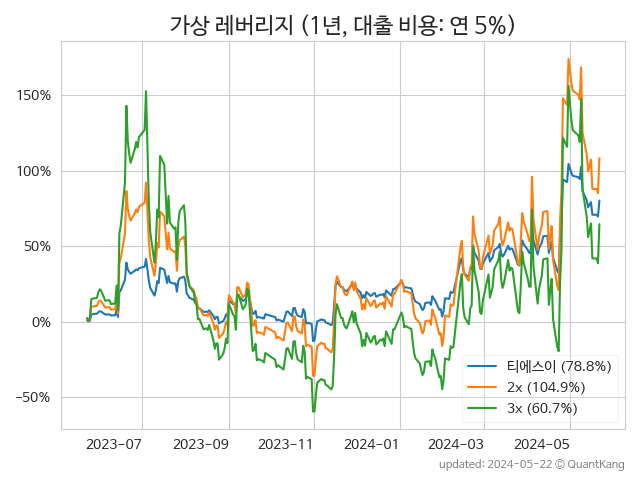 가상 레버리지 (1년, 대출 비용: 연 5%)
150%
100%
50%
0%
−50%
2023−07
2023−09
2023−11
2024−01
2024−03
2024−05
티에스이 (78.8%)
2x (104.9%)
3x (60.7%)
updated: 2024-05-22 © QuantKang